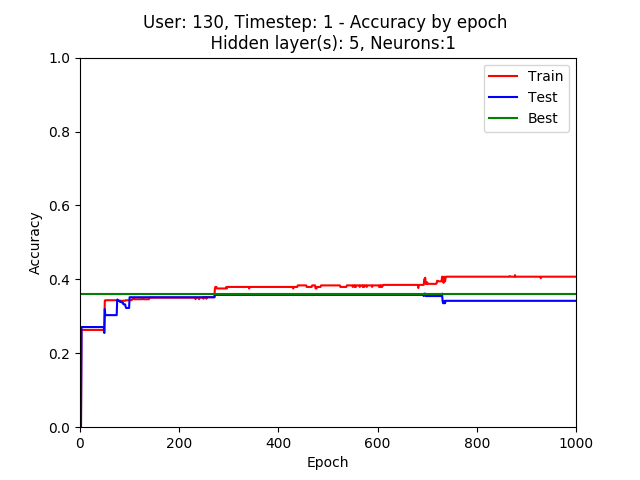 User: 130, Timestep: 1 - Accuracy by epoch
Hidden layer(s): 5, Neurons:1
1.0
0.8
0.6
0.4
0.2
0.0
Accuracy
Train
Test
Best
0
200
400
600
800
1000
Epoch